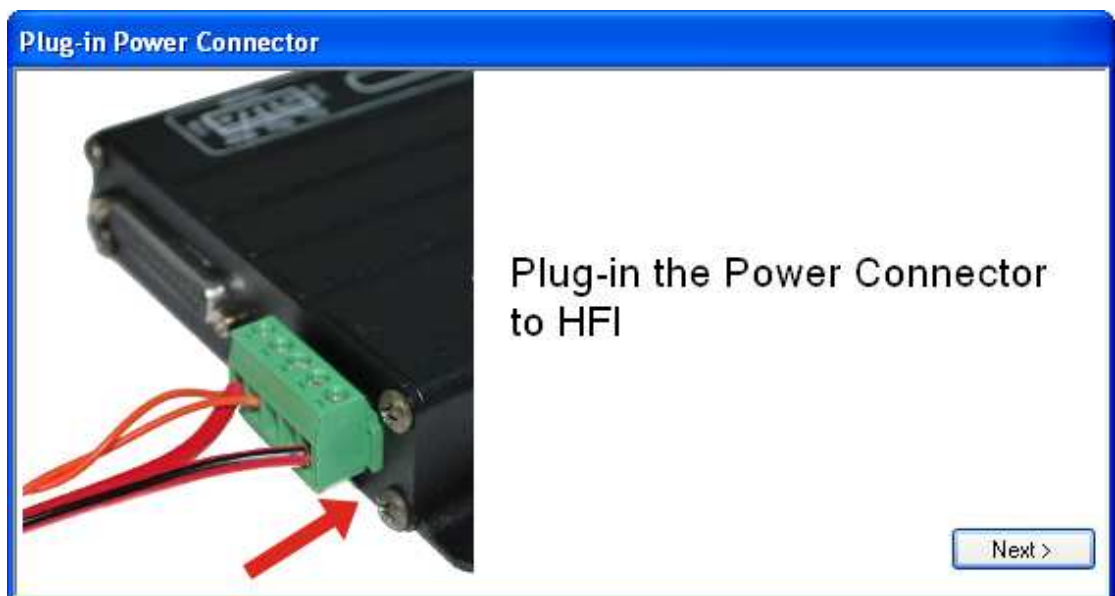 Plug-in Power Connector
Plug-in the Power Connector
to HFI
Next >